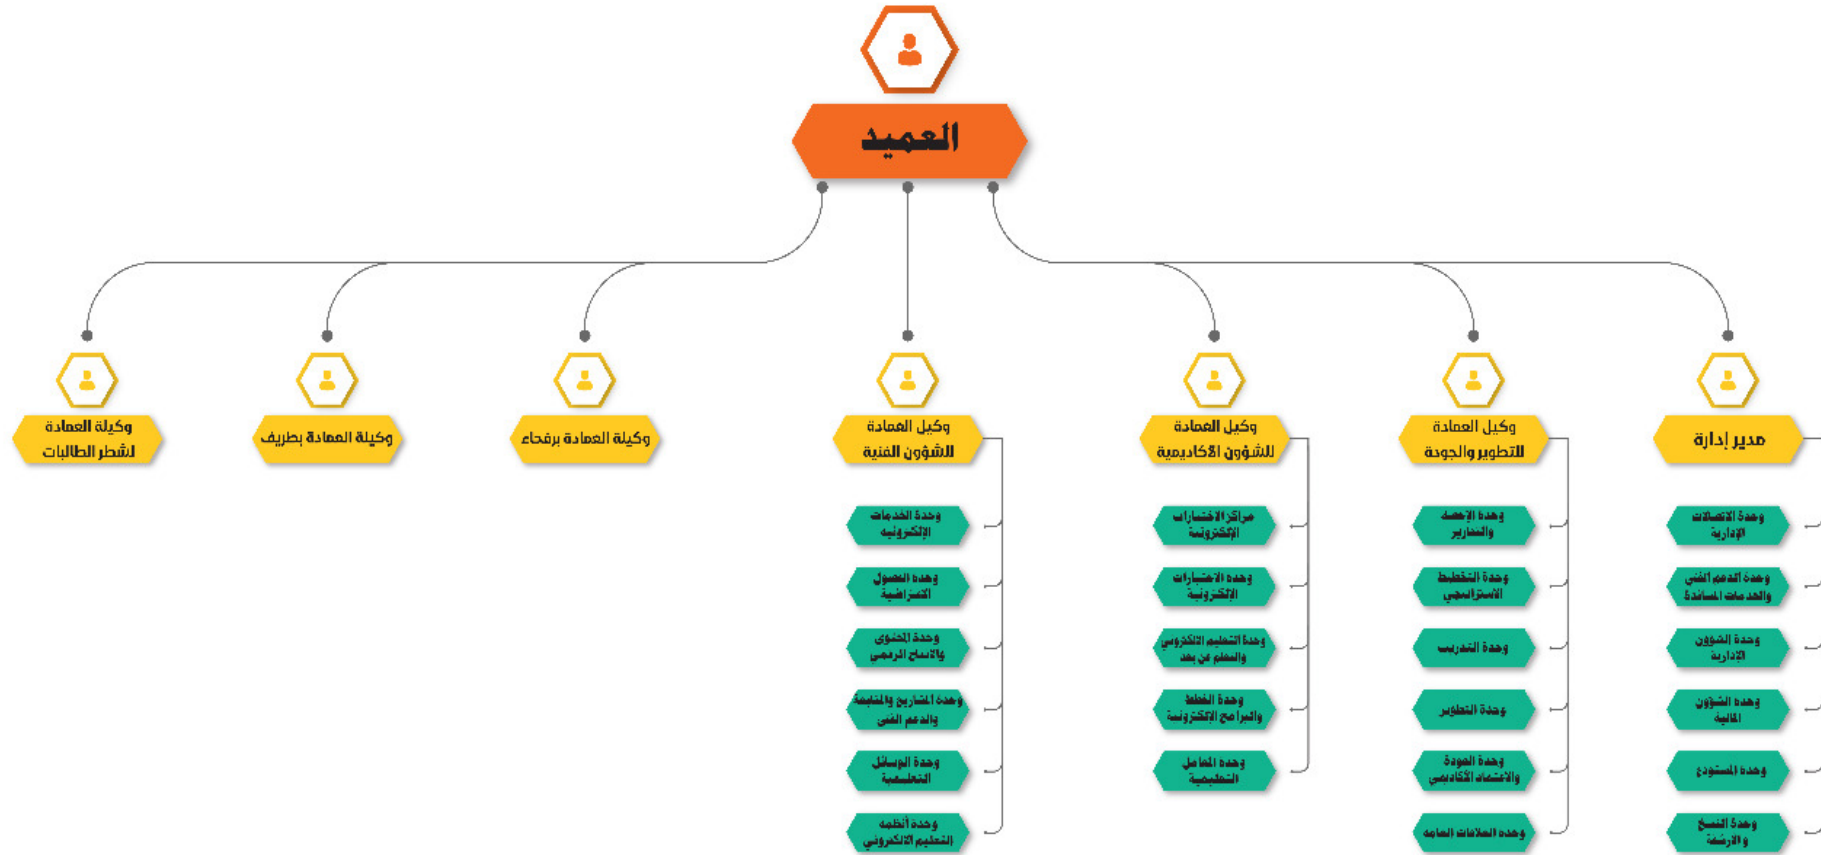 العميد
مدير إدارة
وكيل العمادة
للتطوير والجودة
وكيل العمادة
للشؤون الأكاديمية
وكيل العمادة
للشؤون الفنية
وكيلة العمادة برفحاء
وكيلة العمادة بطريف
وكيلة العمادة
لشطر الطالبات
وحدة الاتصالات
الإدارية
وحدة الدعم الفني
والخدمات المساندة
وحدة الشؤون
الإدارية
وحدة الشؤون
المالية
وحدة المستودع
وحدة النسخ
و الارشفة
وحدة الإحصاء
والتقارير
وحدة التخطيط
الاستراتيجي
وحدة التدريب
وحدة التطوير
وحدة الجودة
والاعتماد الأكاديمي
وحدة العلاقات العامة
مراكز الاختبارات
الإلكترونية
وحدة الاختبارات
الإلكترونية
وحدة التعليم الالكتروني
والتعلم عن بعد
وحدة الخطط
والبرامج الإلكترونية
وحدة المعامل
التعليمية
وحدة الخدمات
الإلكترونية
وحدة الفصول
الافتراضية
وحدة المحتوى
والانتاج الرقمي
وحدة المشاريع والمتابعة
والدعم الفني
وحدة الوسائل
التعليمية
وحدة أنظمة
التعليم الالكتروني